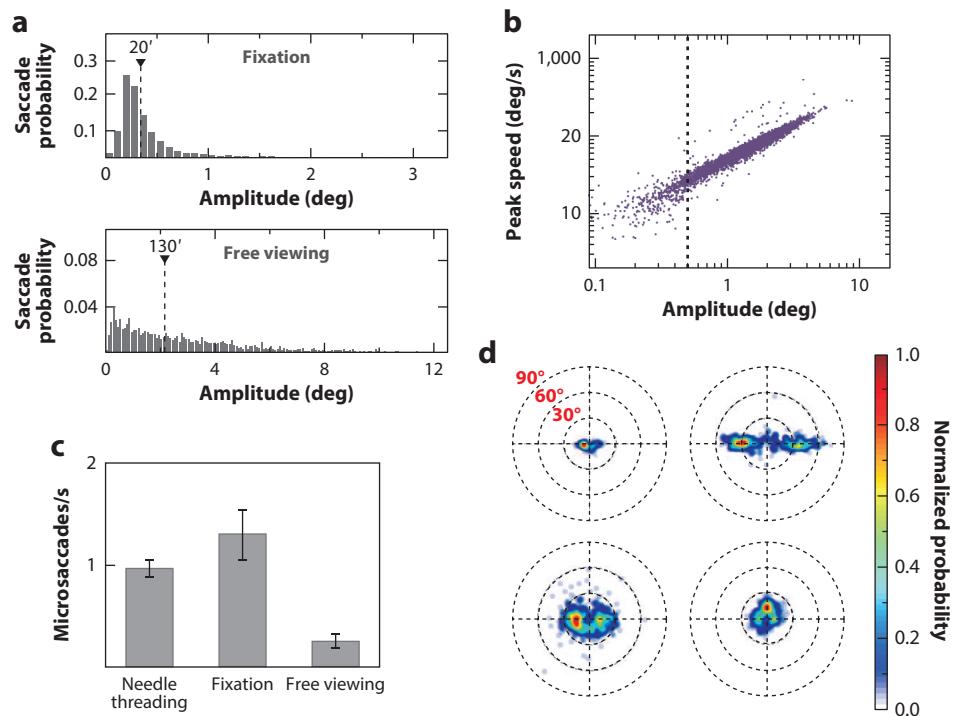 a
Saccade
probability
0.3
0.2
0.1
20′
Fixation
0
1
2
3
Amplitude (deg)
Saccade
probability
0.08
0.04
130′
Free viewing
0
4
8
12
Amplitude (deg)
b
Peak speed (deg/s)
1,000
20
10
0.1
1
10
Amplitude (deg)
c
Microsaccades/s
2
1
Needle
threading
Fixation
Free viewing
d
90°
60°
30°
1.0
0.8
0.6
0.4
0.2
0.0
Normalized probability